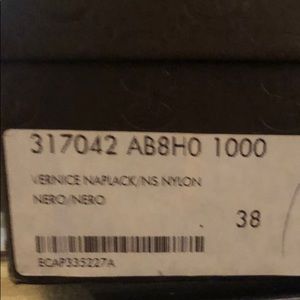 317042 AB8H0 1000
VERNICE NAPLACK/NS NYLON
NERO/NERO
38
ECAP335227A